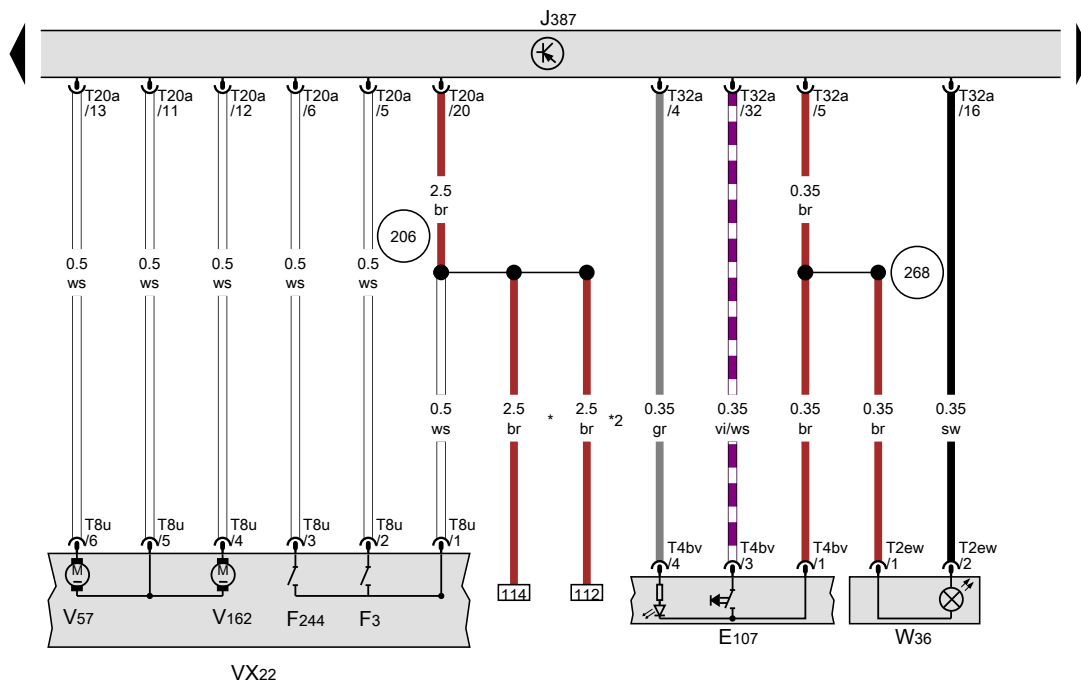 J387
T20a
/13
T20a
/11
T20a
/12
T20a
/6
T20a
/5
T20a
/20
T32a
/4
T32a
/32
T32a
/5
T32a
/16
2.5
br
0.35
br
206
268
0.5
ws
0.5
ws
0.5
ws
0.5
ws
0.5
ws
0.5
ws
2.5
br
*
2.5
br
*2
0.35
gr
0.35
vi/ws
0.35
br
0.35
br
0.35
sw
T8u
/6
T8u
/5
T8u
/4
T8u
/3
T8u
/2
T8u
/1
T4bv
/4
T4bv
/3
T4bv
/1
T2ew
/1
T2ew
/2
M
M
114
112
V57
V162
F244
F3
E107
W36
VX22